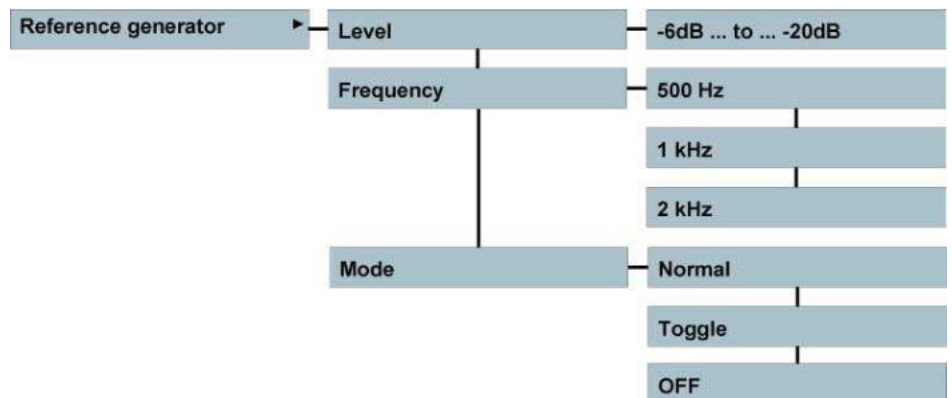 Reference generator
Level
-6dB ... to ... -20dB
Frequency
500 Hz
1 kHz
2 kHz
Mode
Normal
Toggle
OFF